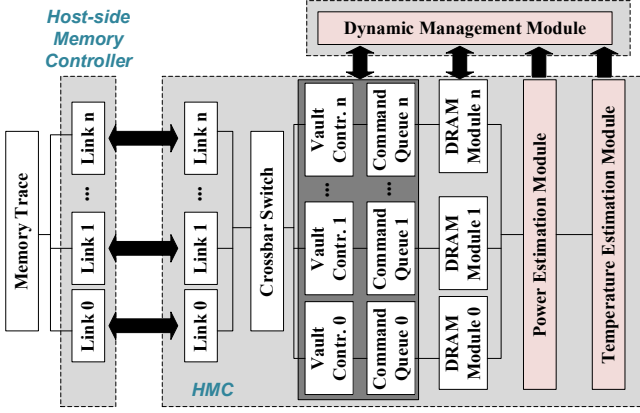 Host-side
Memory
Controller
Dynamic Management Module
Memory Trace
Link n
...
Link 1
Link 0
Link n
...
Link 1
Link 0
Crossbar Switch
Vault
Contr. n
Command
Queue n
...
...
Vault
Contr. 1
Command
Queue 1
Vault
Contr. 0
Command
Queue 0
DRAM
Module n
DRAM
Module 1
DRAM
Module 0
Power Estimation Module
Temperature Estimation Module
HMC